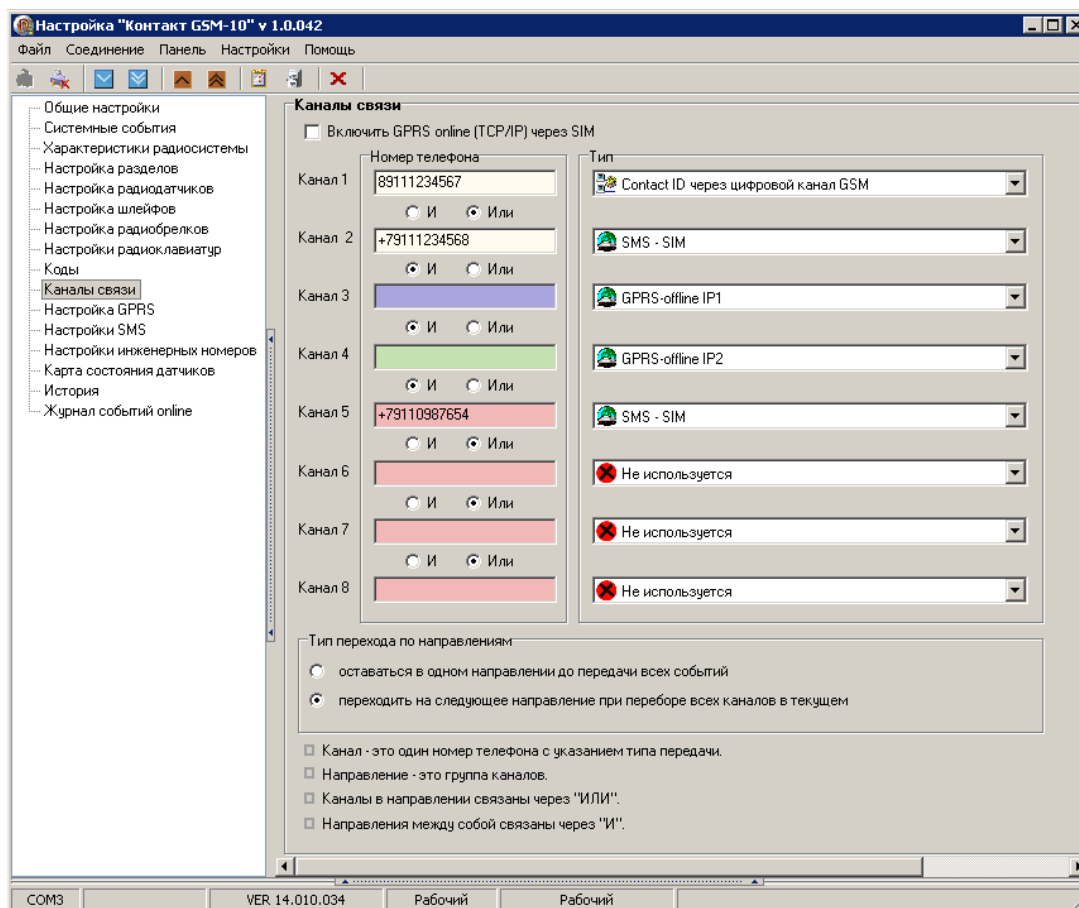 Настройка "Контакт GSM-10" v 1.0.042
Файл Соединение Панель Настройки Помощь
Общие настройки
Системные события
Характеристики радиосистемы
Настройка разделов
Настройка радиодатчиков
Настройка шлейфов
Настройка радиобрелков
Настройки радиоклавиатур
Коды
Каналы связи
Настройка GPRS
Настройки SMS
Настройки инженерных номеров
Карта состояния датчиков
История
Журнал событий online
Каналы связи
Включить GPRS online (TCP/IP) через SIM
Номер телефона Тип
Канал 1 89111234567 Contact ID через цифровой канал GSM
И Или
Канал 2 +79111234568 SMS - SIM
И Или
Канал 3 GPRS-offline IP1
И Или
Канал 4 GPRS-offline IP2
И Или
Канал 5 +79110987654 SMS - SIM
И Или
Канал 6 Не используется
И Или
Канал 7 Не используется
И Или
Канал 8 Не используется
Тип перехода по направлениям
оставаться в одном направлении до передачи всех событий
переходить на следующее направление при переборе всех каналов в текущем
Канал - это один номер телефона с указанием типа передачи.
Направление - это группа каналов.
Каналы в направлении связаны через "ИЛИ".
Направления между собой связаны через "И".
COM3 VER 14.010.034 Рабочий Рабочий